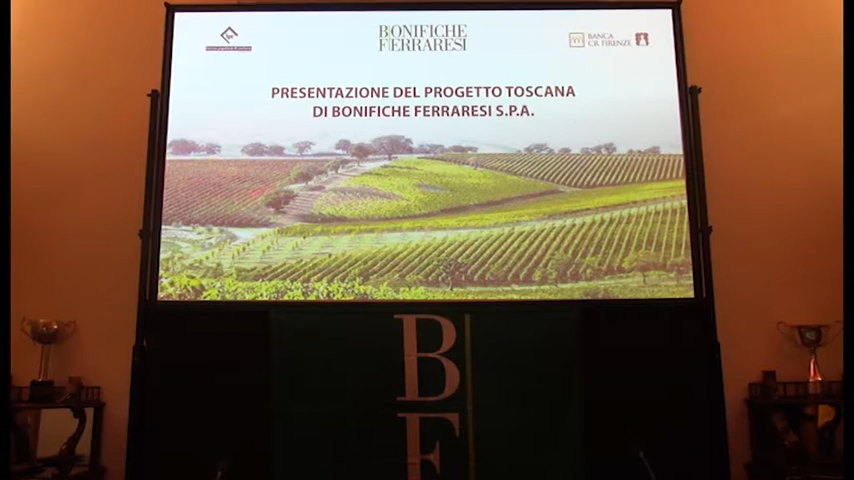 BONIFICHE
FERRARESI
BANCA
CR FIRENZE
PRESENTAZIONE DEL PROGETTO TOSCANA
DI BONIFICHE FERRARESI S.P.A.
B
F